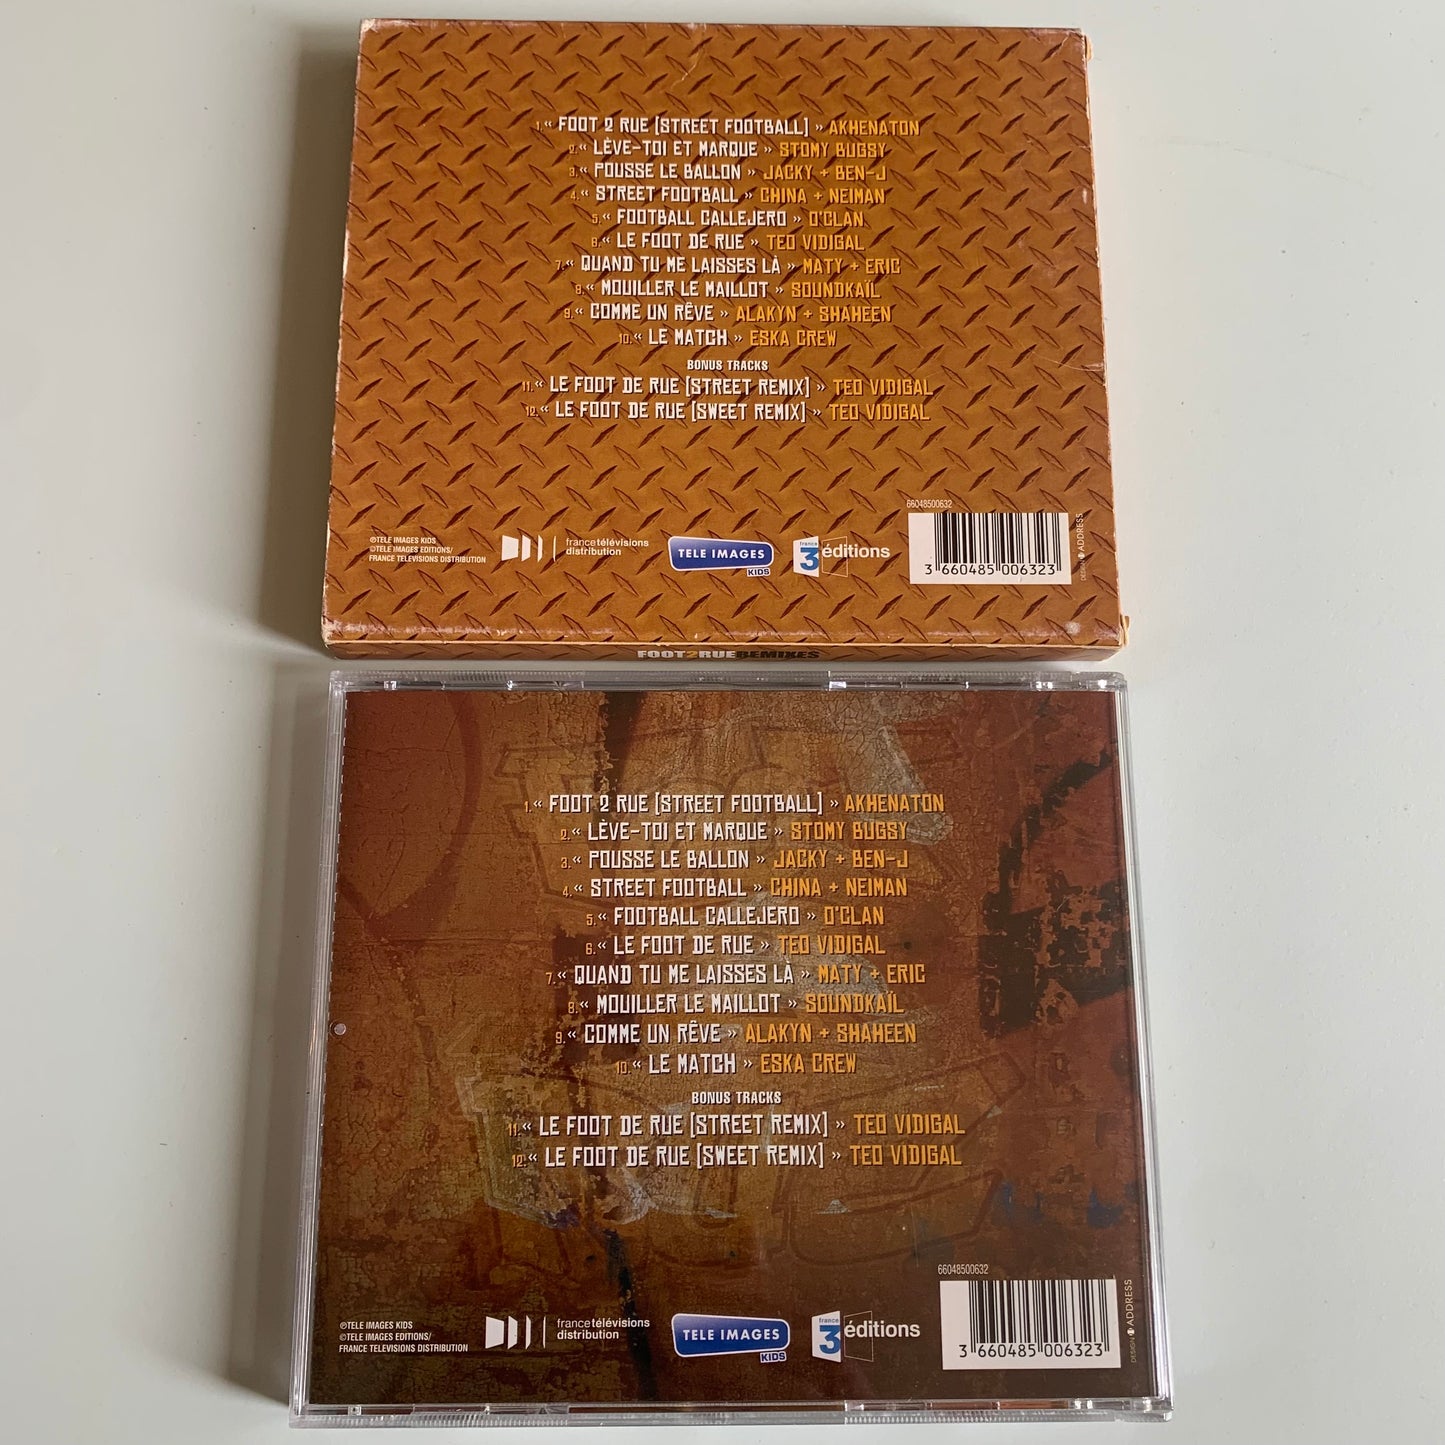 1. « FOOT 2 RUE [STREET FOOTBALL] » AKHENATON
2. « LÈVE-TOI ET MARQUE » STOMY BUGSY
3. « POUSSE LE BALLON » JACKY + BEN-J
4. « STREET FOOTBALL » CHINA + NEIMAN
5. « FOOTBALL CALLEJERO » O'CLAN
6. « LE FOOT DE RUE » TEO VIDIGAL
7. « QUAND TU ME LAISSES LÀ » MATY + ERIC
8. « MOUILLER LE MAILLOT » SOUNDKAÏL
9. « COMME UN RÊVE » ALAKYN + SHAHEEN
10. « LE MATCH » ESKA CREW
BONUS TRACKS
11. « LE FOOT DE RUE [STREET REMIX] » TEO VIDIGAL
12. « LE FOOT DE RUE [SWEET REMIX] » TEO VIDIGAL
℗TELE IMAGES KIDS
©TELE IMAGES EDITIONS/
FRANCE TELEVISIONS DISTRIBUTION
francetélévisions
distribution
TELE IMAGES
KIDS
france
3 éditions
66048500632
3 660485 006323
DESIGN ADDRESS
FOOT2RUEREMIXES
1. « FOOT 2 RUE [STREET FOOTBALL] » AKHENATON
2. « LÈVE-TOI ET MARQUE » STOMY BUGSY
3. « POUSSE LE BALLON » JACKY + BEN-J
4. « STREET FOOTBALL » CHINA + NEIMAN
5. « FOOTBALL CALLEJERO » O'CLAN
6. « LE FOOT DE RUE » TEO VIDIGAL
7. « QUAND TU ME LAISSES LÀ » MATY + ERIC
8. « MOUILLER LE MAILLOT » SOUNDKAÏL
9. « COMME UN RÊVE » ALAKYN + SHAHEEN
10. « LE MATCH » ESKA CREW
BONUS TRACKS
11. « LE FOOT DE RUE [STREET REMIX] » TEO VIDIGAL
12. « LE FOOT DE RUE [SWEET REMIX] » TEO VIDIGAL
℗TELE IMAGES KIDS
©TELE IMAGES EDITIONS/
FRANCE TELEVISIONS DISTRIBUTION
francetélévisions
distribution
TELE IMAGES
KIDS
france
3 éditions
66048500632
3 660485 006323
DESIGN ADDRESS